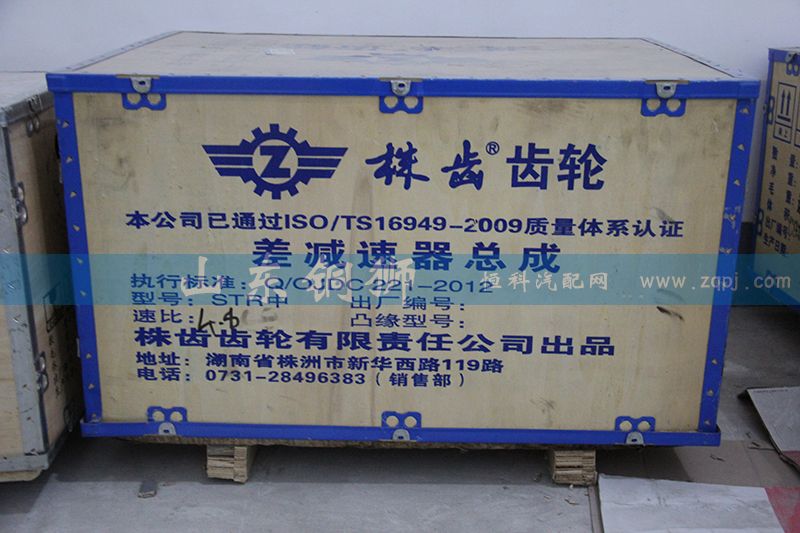 Z 株齿® 齿轮
本公司已通过ISO/TS16949-2009质量体系认证
差减速器总成
山东钢狮 恒科汽配网 www.zqpj.com
执行标准: Q/OJDC-221-2012
型号: STR中 出厂编号:
速比: 4.8 凸缘型号:
株齿齿轮有限责任公司出品
地址: 湖南省株洲市新华西路119路
电话: 0731-28496383 (销售部)